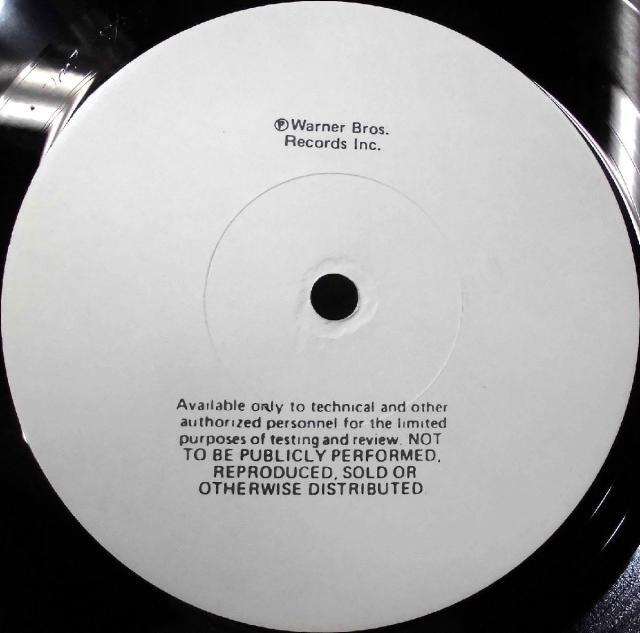 ℗Warner Bros.
Records Inc.
Available only to technical and other
authorized personnel for the limited
purposes of testing and review. NOT
TO BE PUBLICLY PERFORMED,
REPRODUCED, SOLD OR
OTHERWISE DISTRIBUTED